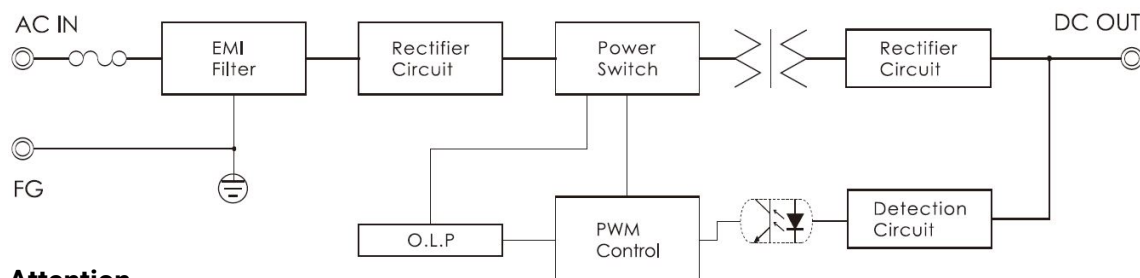 AC IN
DC OUT
EMI
Filter
Rectifier
Circuit
Power
Switch
Rectifier
Circuit
FG
O.L.P
PWM
Control
Detection
Circuit
Attention